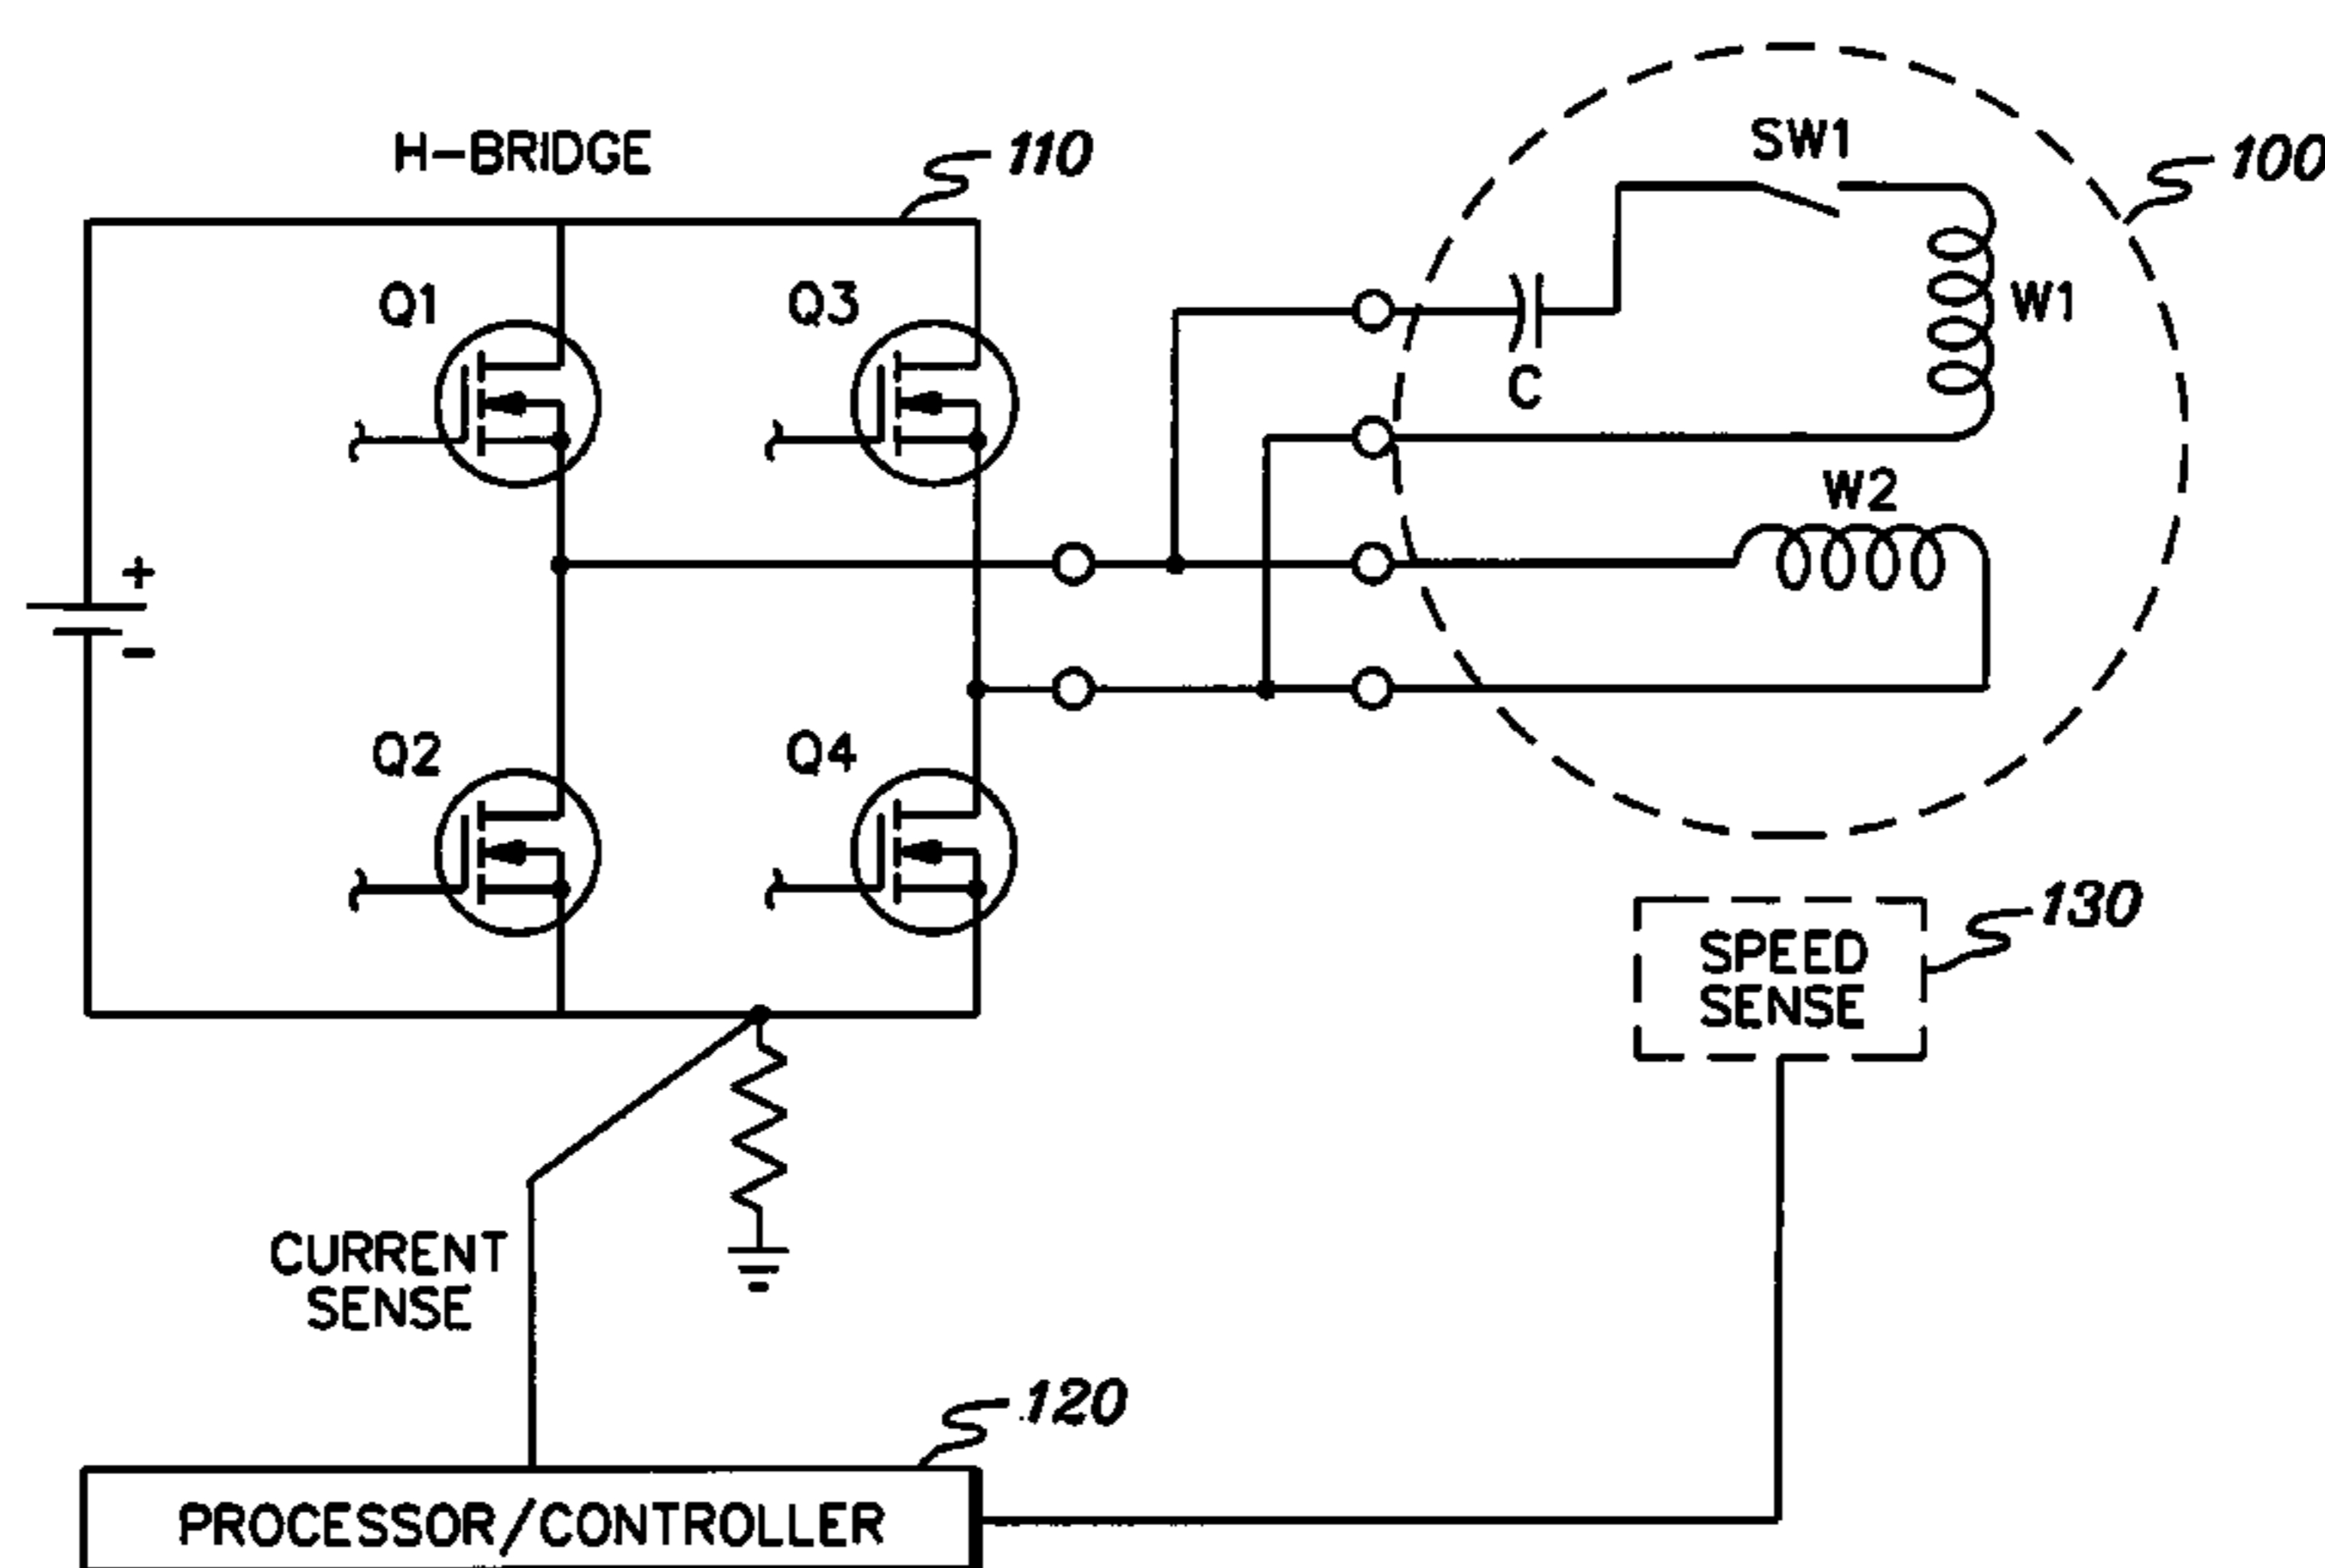 H-BRIDGE
110
SW1
100
Q1
Q3
W1
C
W2
+
-
Q2
Q4
130
SPEED
SENSE
CURRENT
SENSE
120
PROCESSOR/CONTROLLER